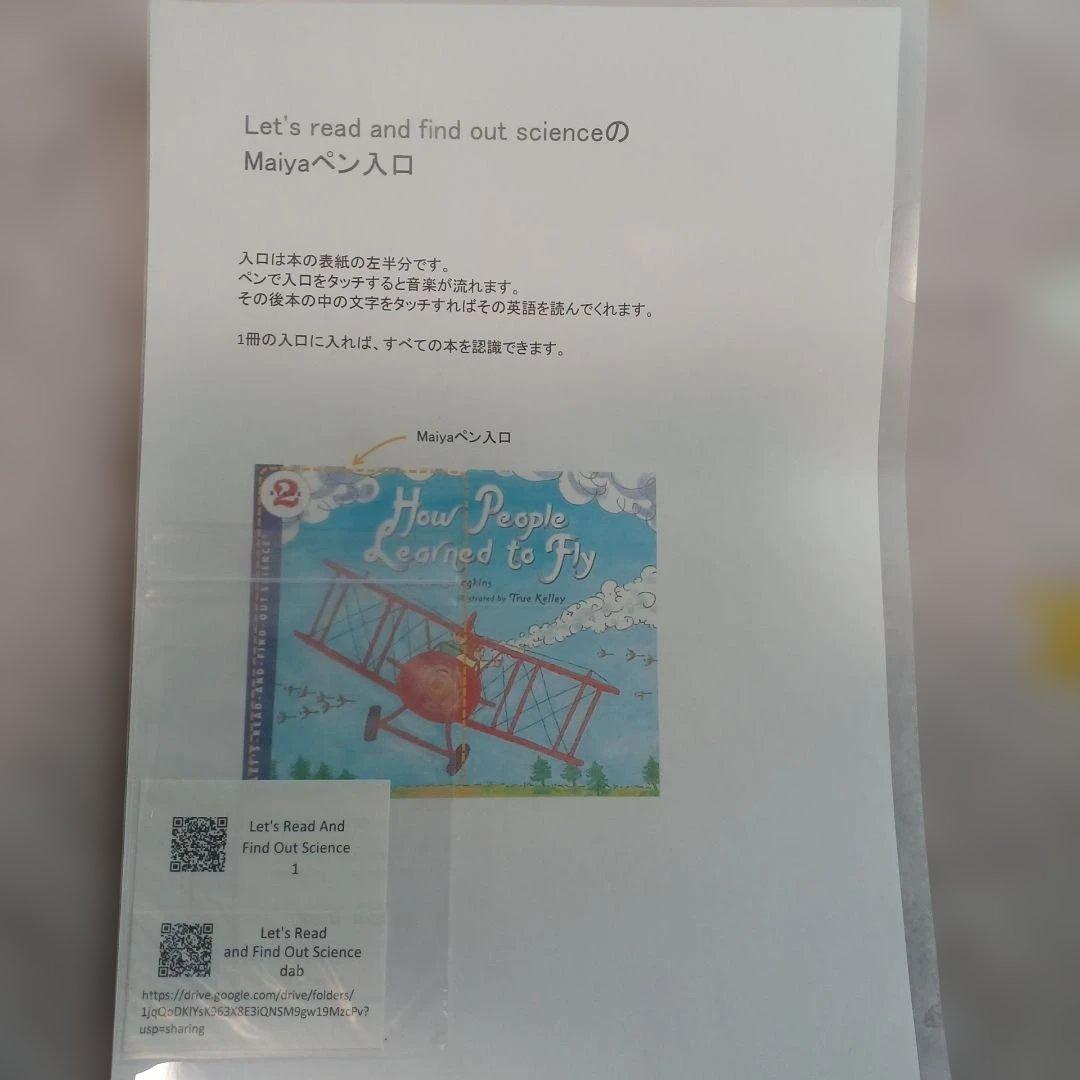 Let's read and find out scienceの
Maiyaペン入口
入口は本の表紙の左半分です。
ペンで入口をタッチすると音楽が流れます。
その後本の中の文字をタッチすればその英語を読んでくれます。
1冊の入口に入れば、すべての本を認識できます。
Maiyaペン入口
2
How People
Learned to Fly
True Kelley
READ-AND-FIND-OUT SCIENCE
Let's Read And
Find Out Science
1
Let's Read
and Find Out Science
dab
https://drive.google.com/drive/folders/
usp=sharing